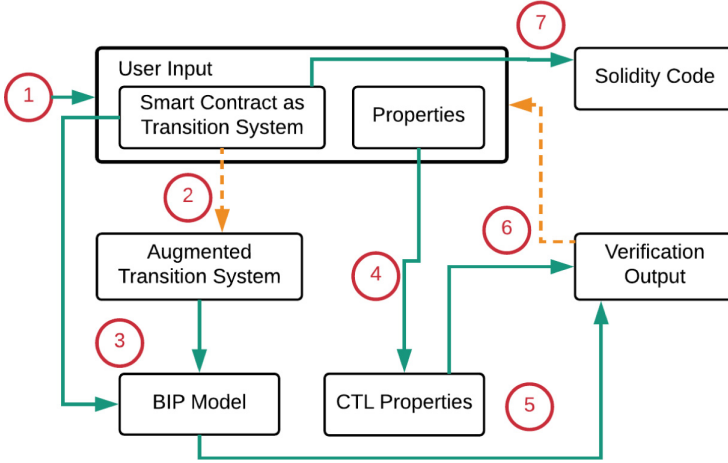 7
User Input
Solidity Code
1
Smart Contract as
Transition System
Properties
2
6
Augmented
Transition System
4
Verification
Output
3
BIP Model
CTL Properties
5